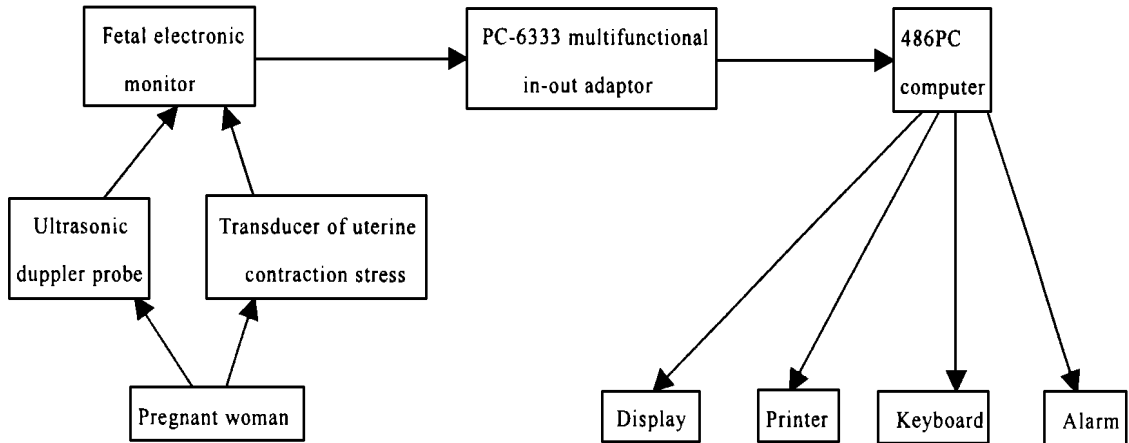 Fetal electronic
monitor
PC-6333 multifunctional
in-out adaptor
486PC
computer
Ultrasonic
duppler probe
Transducer of uterine
contraction stress
Pregnant woman
Display
Printer
Keyboard
Alarm